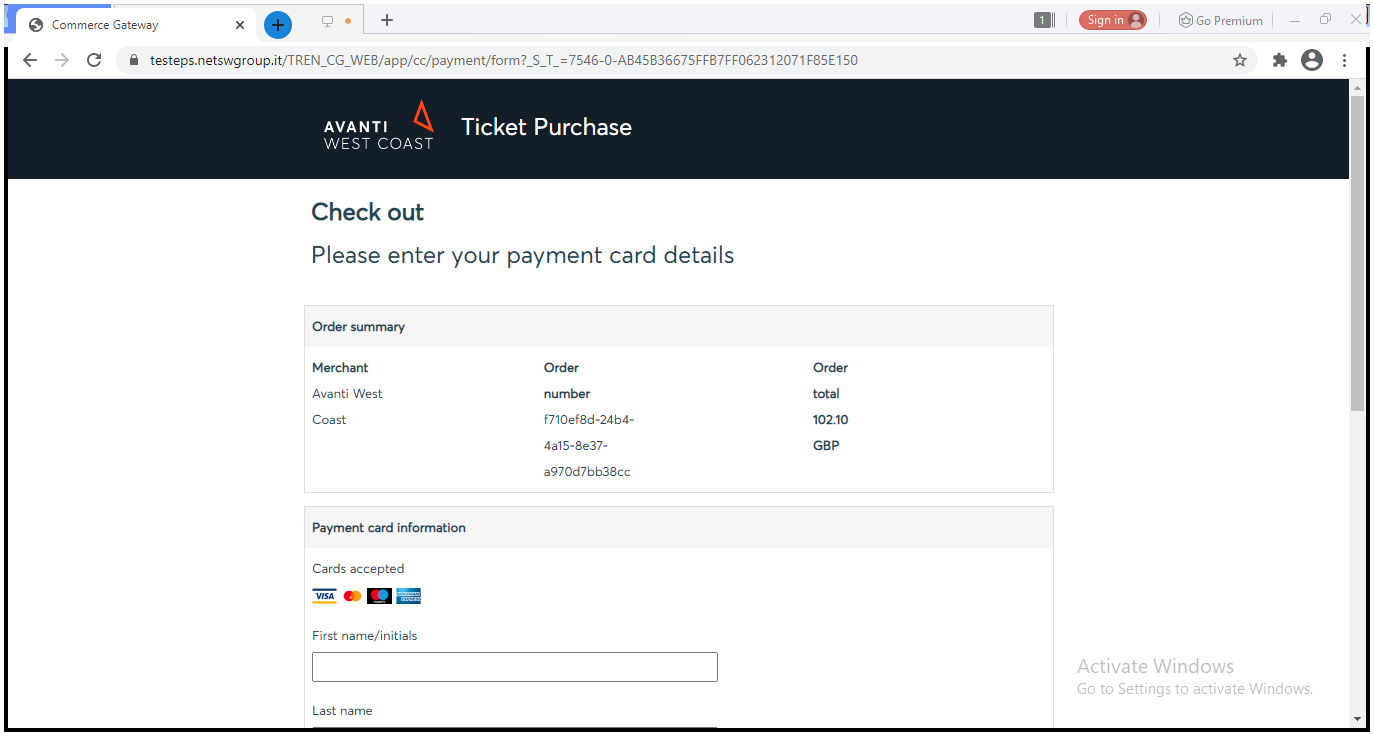 Commerce Gateway
1
Sign in
Go Premium
testeps.netswgroup.it/TREN_CG_WEB/app/cc/payment/form?_S_T_=7546-0-AB45B36675FFB7FF062312071F85E150
AVANTI
WEST COAST
Ticket Purchase
Check out
Please enter your payment card details
Order summary
Merchant
Avanti West
Coast
Order
number
f710ef8d-24b4-
4a15-8e37-
a970d7bb38cc
Order
total
102.10
GBP
Payment card information
Cards accepted
VISA
First name/initials
Last name
Activate Windows
Go to Settings to activate Windows.